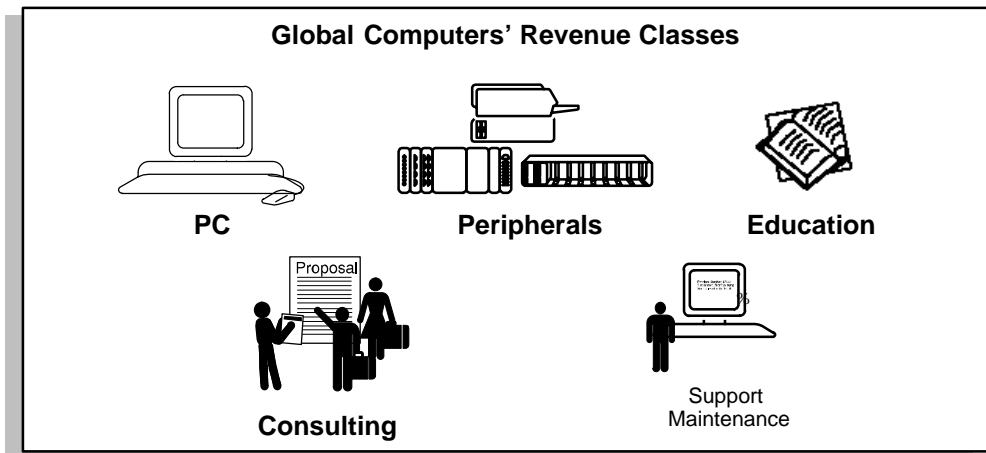 Global Computers’ Revenue Classes
PC
Peripherals
Education
Proposal
%
Consulting
Support
Maintenance